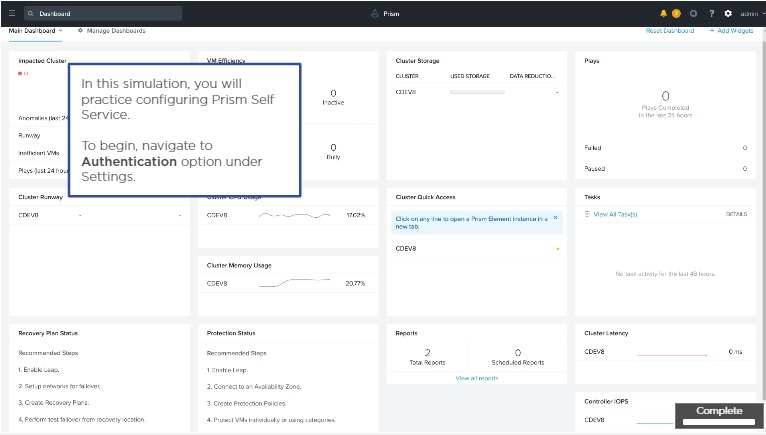 Dashboard
Prism
?
?
admin
Main Dashboard
Manage Dashboards
Reset Dashboard
+ Add Widgets
In this simulation, you will
practice configuring Prism Self
Service.
To begin, navigate to
Authentication option under
Settings.
Impacted Cluster
Anomalies (last 24
Runway
Inefficient VMs
Plays (last 24 hour
VM Efficiency
0
Inactive
0
Bully
Cluster Storage
CLUSTER USED STORAGE DATA REDUCTIO...
CDEV8 -
Plays
0
Plays Completed
In the last 24 hours
Failed 0
Paused 0
Cluster Runway
CDEV8 - -
Cluster CPU Usage
CDEV8 17.02%
Cluster Memory Usage
CDEV8 20.77%
Cluster Quick Access
Click on any line to open a Prism Element instance in a
new tab.
CDEV8
Tasks
View All Task(s) DETAILS
No task activity for the last 48 hours.
Recovery Plan Status
Recommended Steps
1. Enable Leap.
2. Setup networks for failover.
3. Create Recovery Plans.
4. Perform test failover from recovery location.
Protection Status
Recommended Steps
1. Enable Leap.
2. Connect to an Availability Zone.
3. Create Protection Policies.
4. Protect VMs individually or using categories.
Reports
2 0
Total Reports Scheduled Reports
View all reports
Cluster Latency
CDEV8 0 ms
Controller IOPS
CDEV8
Complete